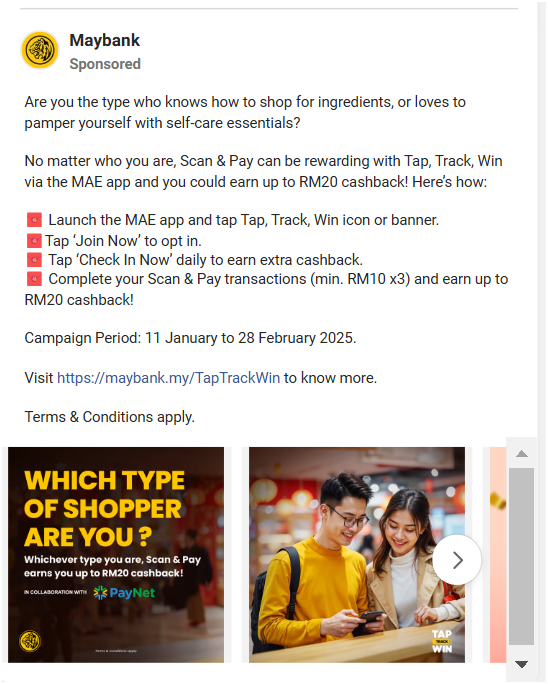 Maybank
Sponsored
Are you the type who knows how to shop for ingredients, or loves to
pamper yourself with self-care essentials?
No matter who you are, Scan & Pay can be rewarding with Tap, Track, Win
via the MAE app and you could earn up to RM20 cashback! Here’s how:
🧧 Launch the MAE app and tap Tap, Track, Win icon or banner.
🧧 Tap ‘Join Now’ to opt in.
🧧 Tap ‘Check In Now’ daily to earn extra cashback.
🧧 Complete your Scan & Pay transactions (min. RM10 x3) and earn up to
RM20 cashback!
Campaign Period: 11 January to 28 February 2025.
Visit https://maybank.my/TapTrackWin to know more.
Terms & Conditions apply.
WHICH TYPE
OF SHOPPER
ARE YOU ?
Whichever type you are, Scan & Pay
earns you up to RM20 cashback!
IN COLLABORATION WITH PayNet
Terms & Conditions apply
TAP
TRACK
WIN